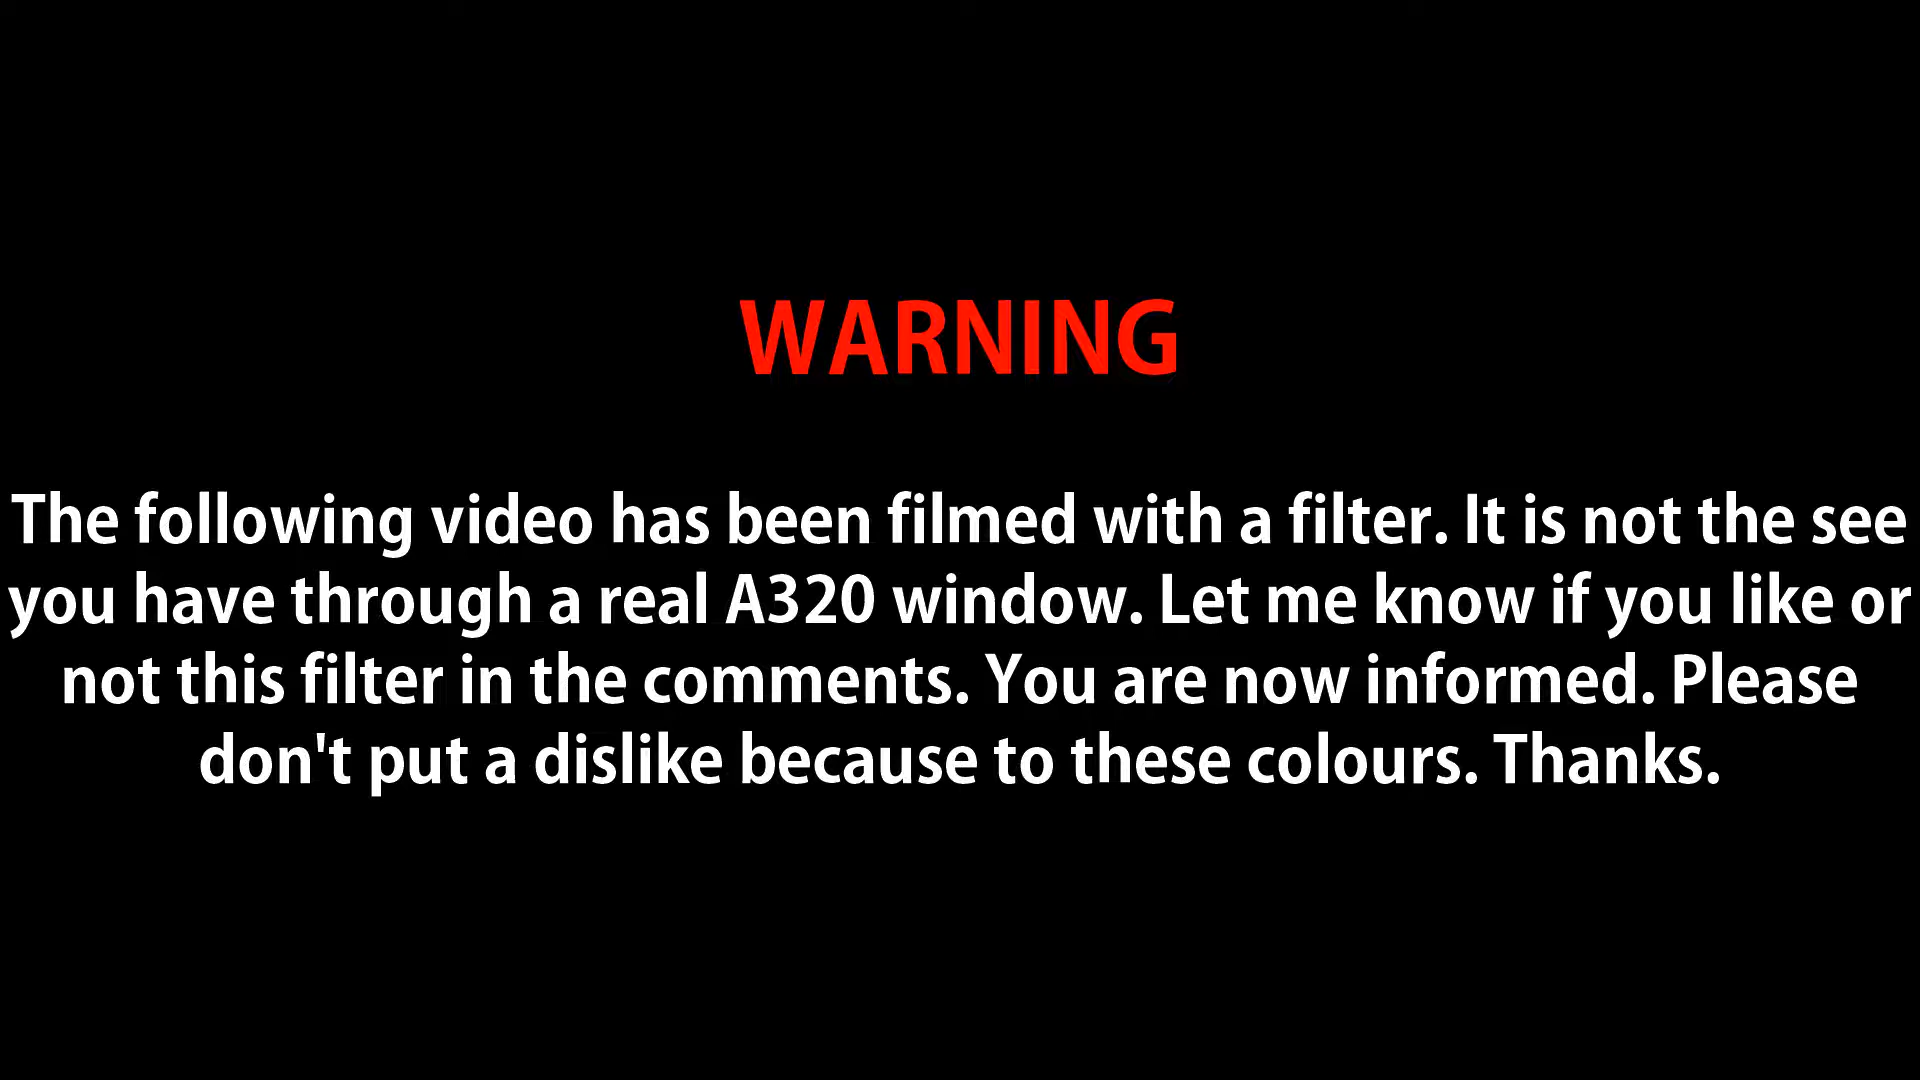 WARNING
The following video has been filmed with a filter. It is not the see
you have through a real A320 window. Let me know if you like or
not this filter in the comments. You are now informed. Please
don't put a dislike because to these colours. Thanks.